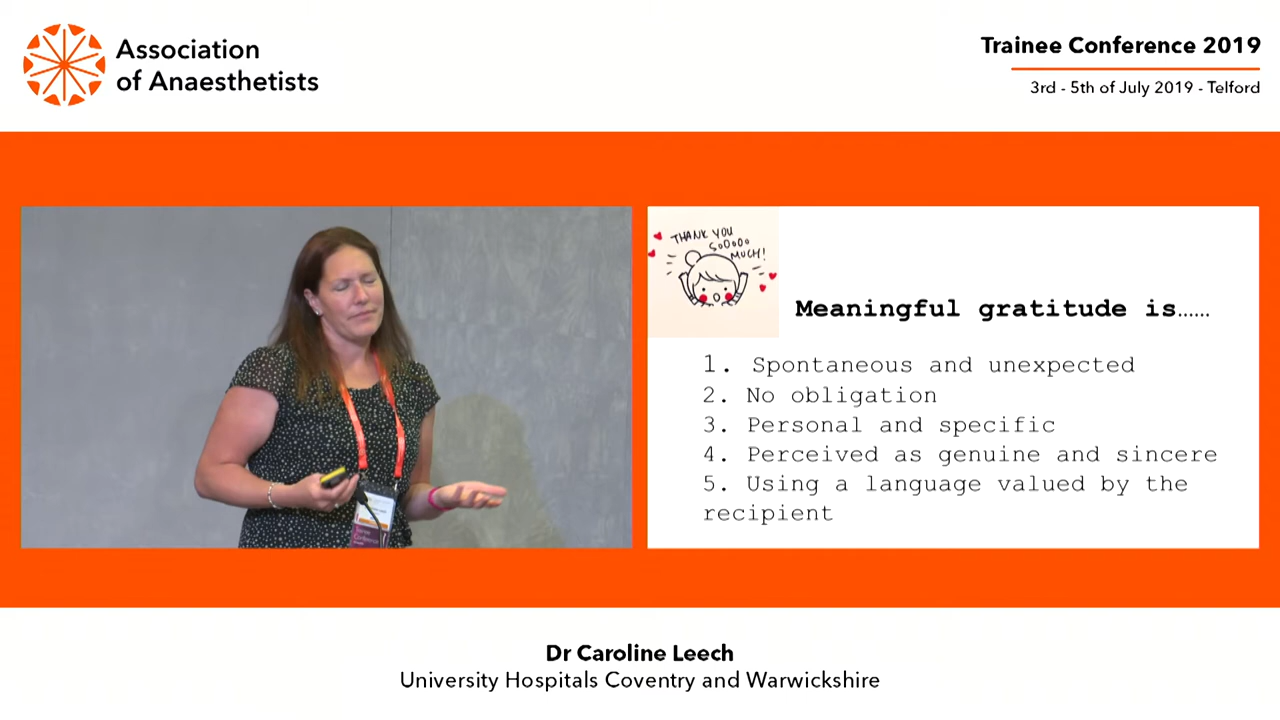 Association
of Anaesthetists
Trainee Conference 2019
3rd - 5th of July 2019 - Telford
THANK YOU
SOOOOO
MUCH!
Meaningful gratitude is......
1. Spontaneous and unexpected
2. No obligation
3. Personal and specific
4. Perceived as genuine and sincere
5. Using a language valued by the
recipient
Dr Caroline Leech
University Hospitals Coventry and Warwickshire